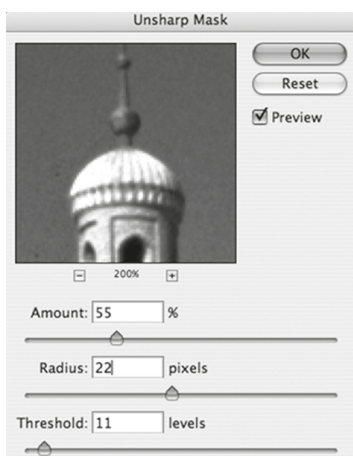 Unsharp Mask
OK
Reset
Preview
200%
Amount: 55 %
Radius: 22 pixels
Threshold: 11 levels